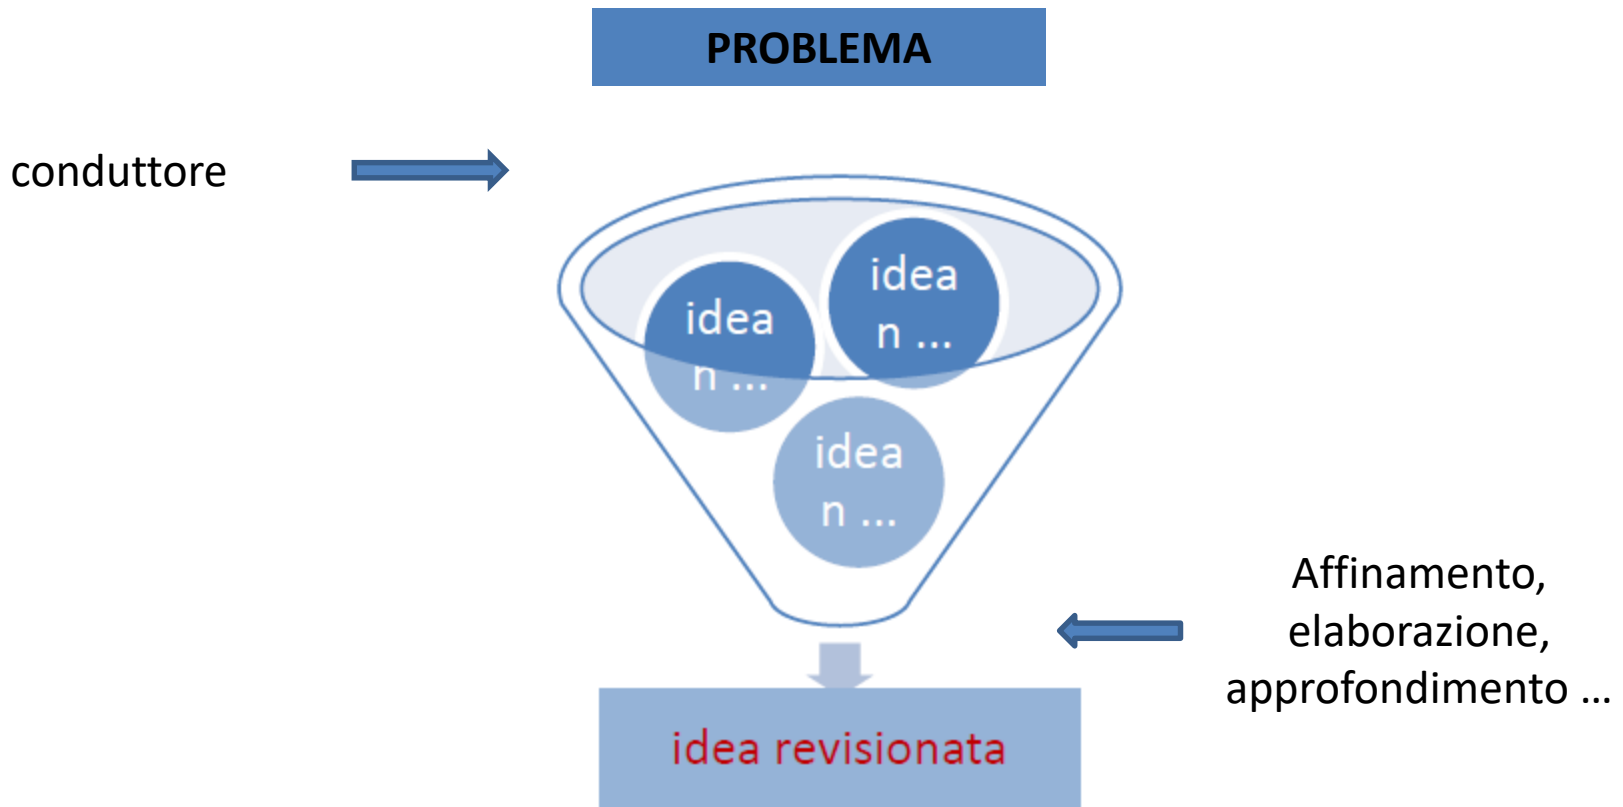 PROBLEMA
conduttore
idea
n ...
idea
n ...
idea
n ...
Affinamento,
elaborazione,
approfondimento ...
idea revisionata